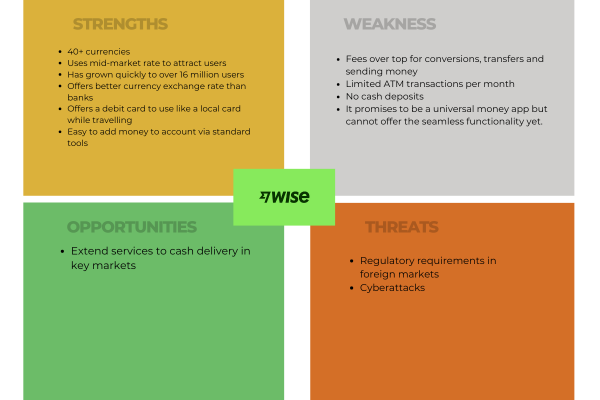 STRENGTHS
• 40+ currencies
• Uses mid-market rate to attract users
• Has grown quickly to over 16 million users
• Offers better currency exchange rate than
banks
• Offers a debit card to use like a local card
while travelling
• Easy to add money to account via standard
tools
WEAKNESS
• Fees over top for conversions, transfers and
sending money
• Limited ATM transactions per month
• No cash deposits
• It promises to be a universal money app but
cannot offer the seamless functionality yet.
WISE
OPPORTUNITIES
• Extend services to cash delivery in
key markets
THREATS
• Regulatory requirements in
foreign markets
• Cyberattacks